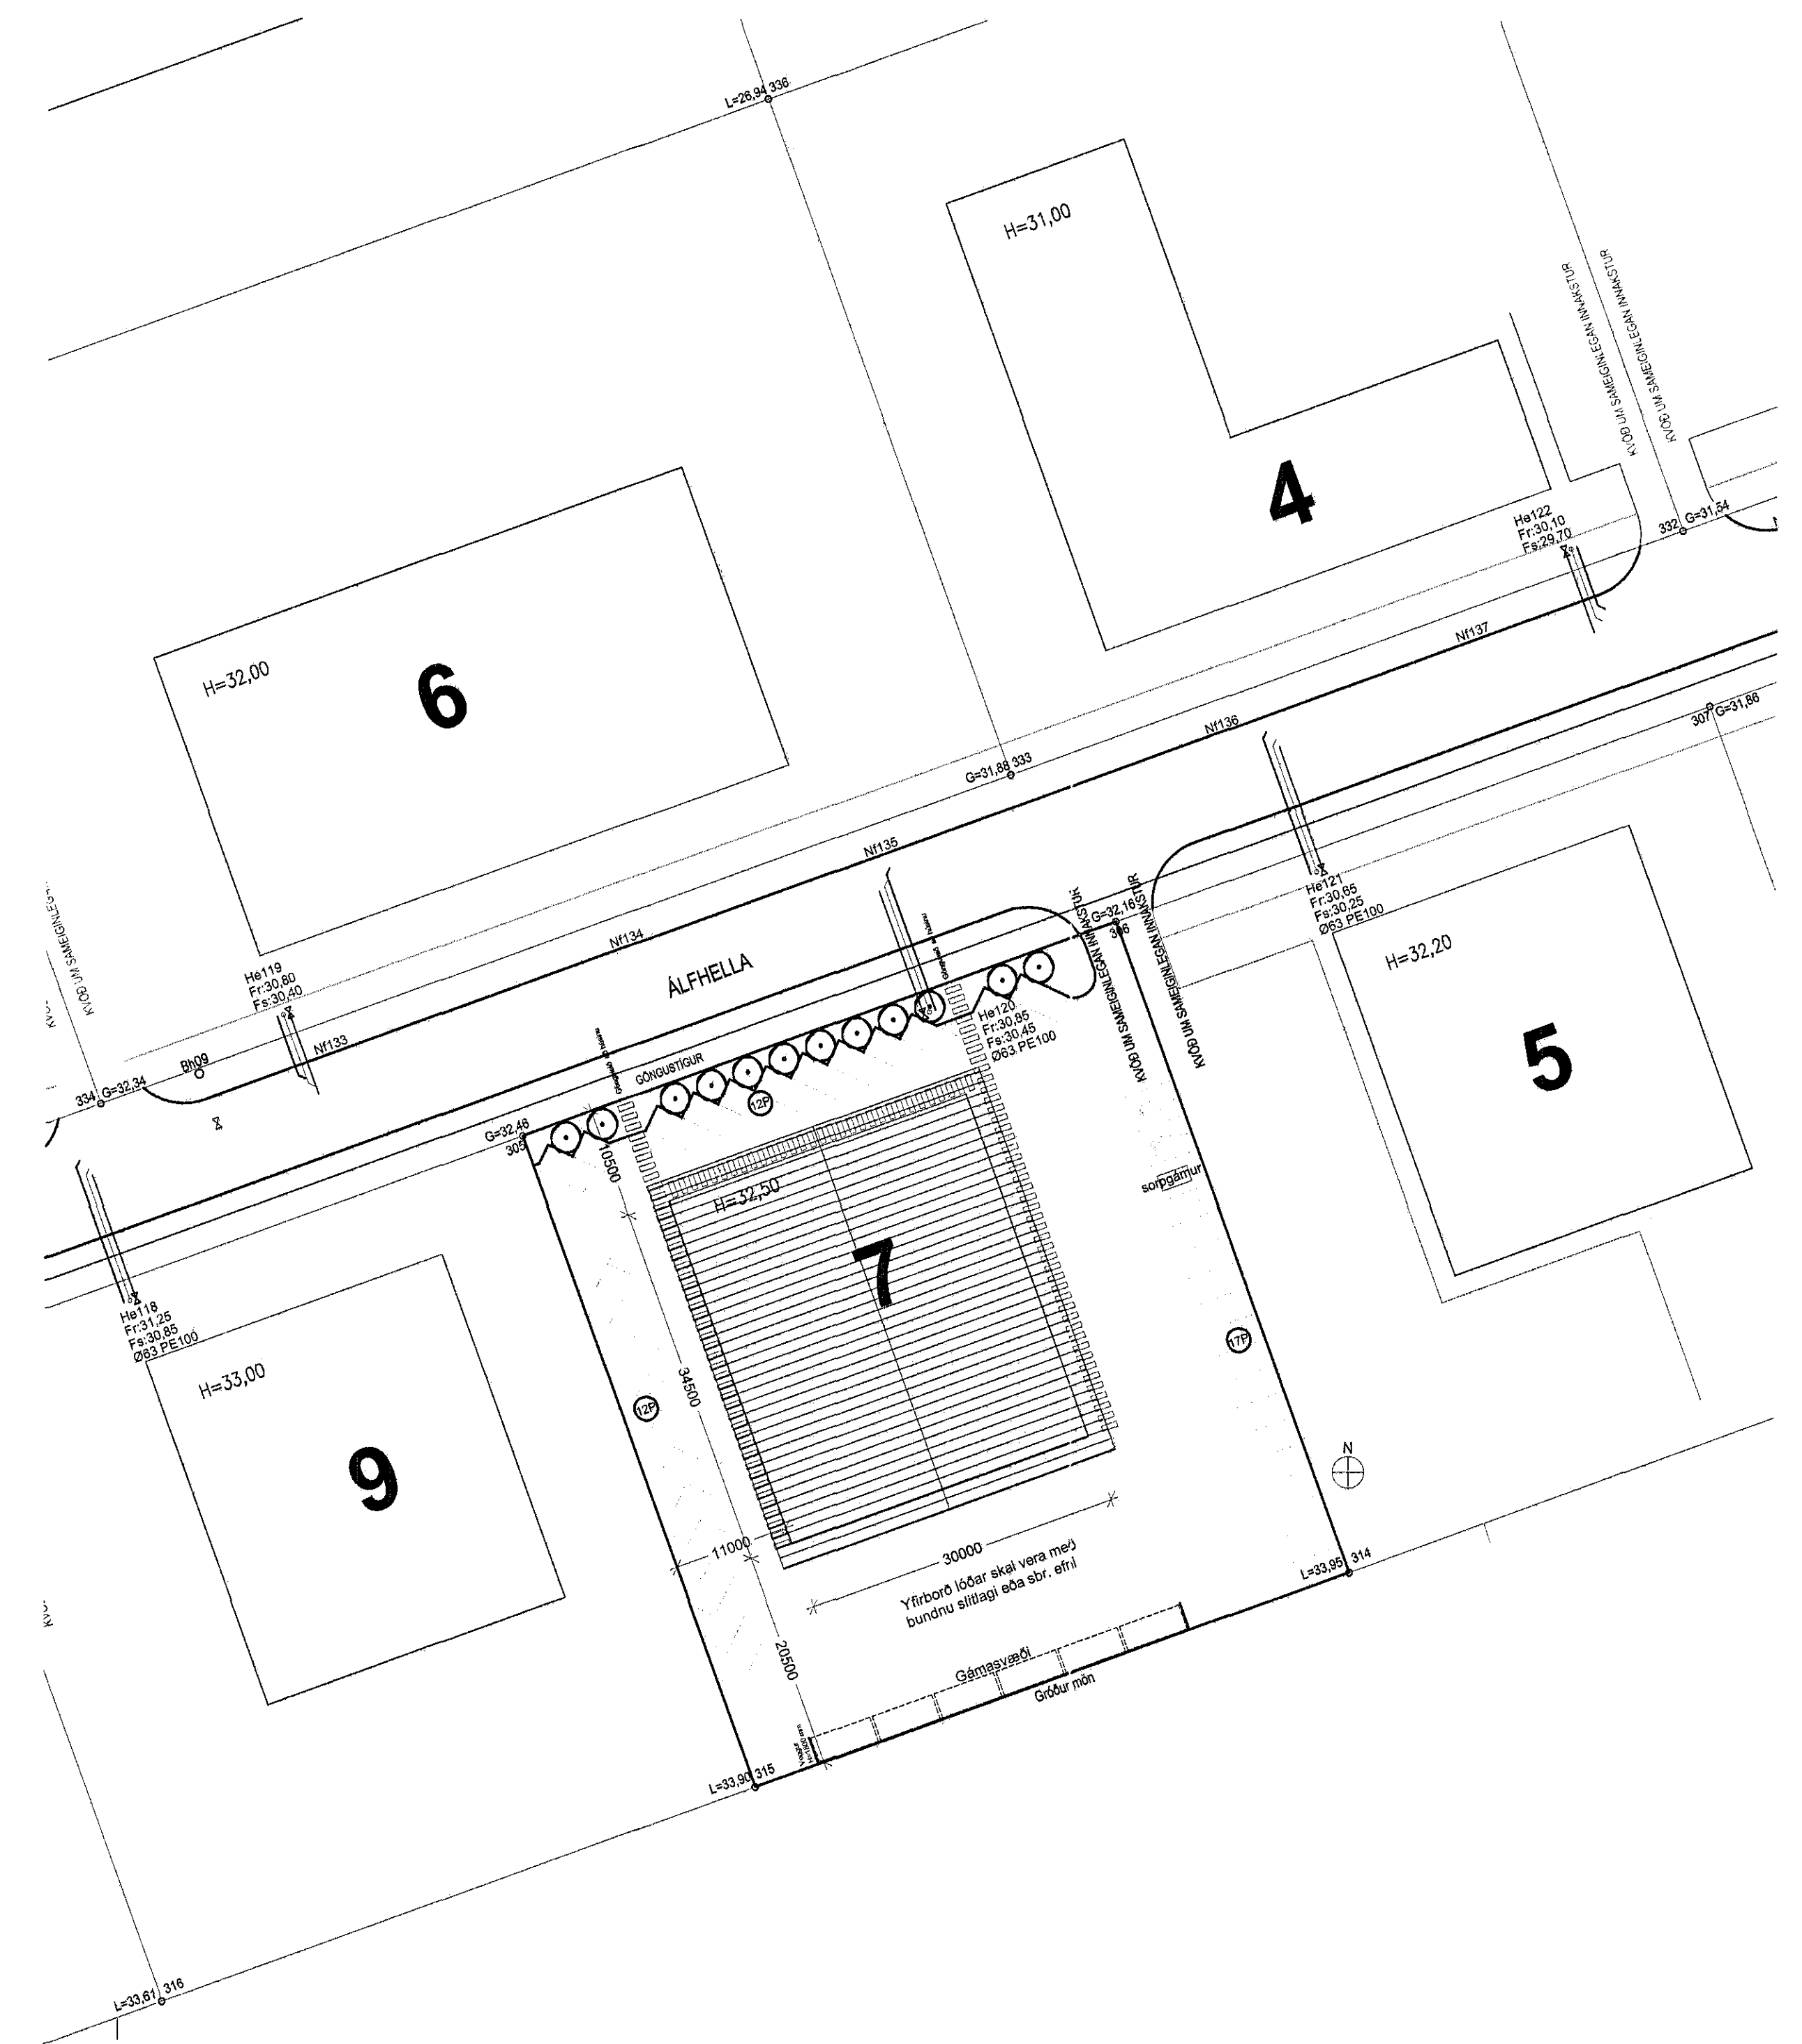 L=26,94 336
H=31,00
KVÖÐ UM SAMEIGINLEGAN INNAKSTUR
KVÖÐ UM SAMEIGINLEGAN INNAKSTUR
4
He122
Fr:30,10
Fs:29,70
332 G=31,54
Nf137
H=32,00
6
Nf136
307 G=31,86
G=31,88 333
Nf135
He121
Fr:30,65
Fs:30,25
Ø63 PE100
H=32,20
5
KVÖÐ UM SAMEIGINLEGAN INNAKSTUR
KVÖÐ UM SAMEIGINLEGAN INNAKSTUR
G=32,16
306
Nf134
ÁLFHELLA
He119
Fr:30,80
Fs:30,40
Nf133
KVÖÐ UM SAMEIGINLEG
Bh09
334 G=32,34
He120
Fr:30,85
Fs:30,45
Ø63 PE100
GÖNGUSTÍGUR
12P
G=32,46
305
10500
sorpgámur
H=32,50
7
He118
Fr:31,25
Fs:30,85
Ø63 PE100
H=33,00
9
34500
12P
17P
N
11000
30000
Yfirborð lóðar skal vera með
bundnu slitlagi eða sbr. efni
L=33,95 314
20500
Gámasvæði
Gróður mön
Veggur
H=1800 mm
L=33,90 315
L=33,61 316